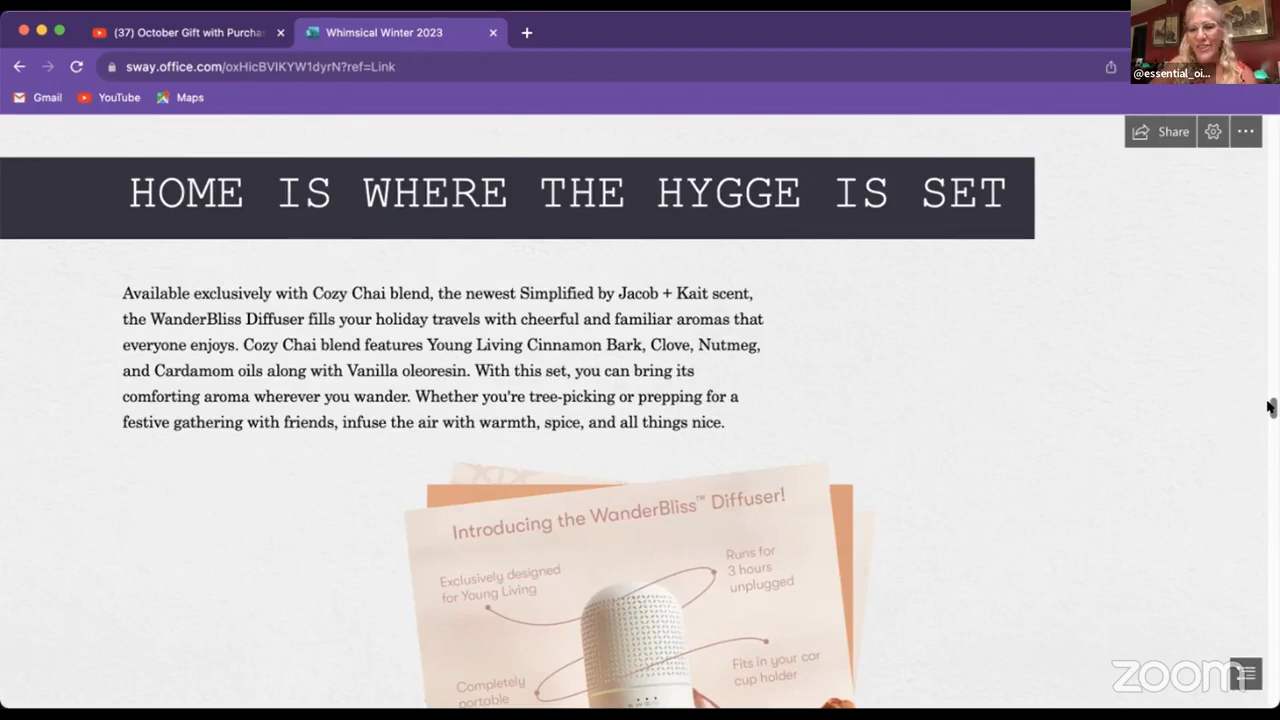 (37) October Gift with Purcha
Whimsical Winter 2023
sway.office.com/oxHicBVIKYW1dyrN?ref=Link
@essential_oi...
Gmail
YouTube
Maps
Share
HOME IS WHERE THE HYGGE IS SET
Available exclusively with Cozy Chai blend, the newest Simplified by Jacob + Kait scent,
the WanderBliss Diffuser fills your holiday travels with cheerful and familiar aromas that
everyone enjoys. Cozy Chai blend features Young Living Cinnamon Bark, Clove, Nutmeg,
and Cardamom oils along with Vanilla oleoresin. With this set, you can bring its
comforting aroma wherever you wander. Whether you're tree-picking or prepping for a
festive gathering with friends, infuse the air with warmth, spice, and all things nice.
Introducing the WanderBliss™ Diffuser!
Exclusively designed
for Young Living
Runs for
3 hours
unplugged
Completely
portable
Fits in your car
cup holder
zoom